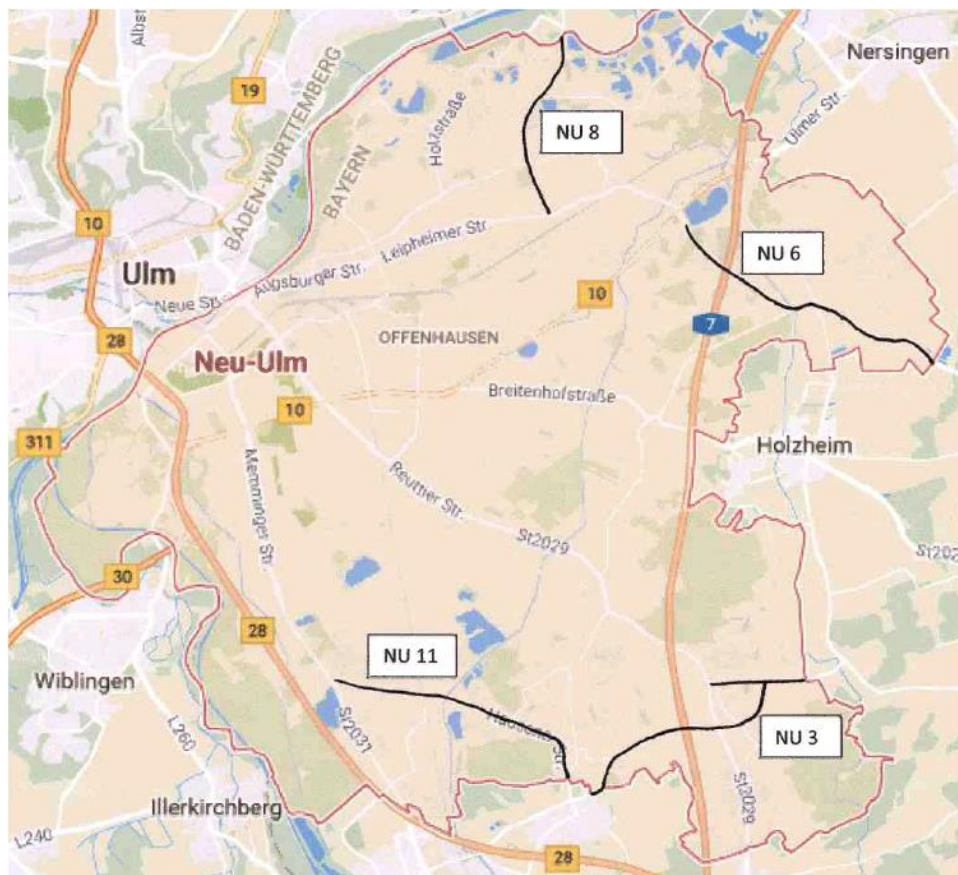 Albst
19
BADEN-WÜRTTEMBERG
BAYERN
Holzstraße
NU 8
Nersingen
Ulmer Str.
10
Ulm
Neue Str.
Augsburger Str.
Leipheimer Str.
NU 6
10
28
OFFENHAUSEN
7
Neu-Ulm
10
Breitenhofstraße
311
Holzheim
Memminger Str.
Reuttier Str.
St2029
St202
30
28
NU 11
Wiblingen
L260
St2031
NU 3
St2029
Illerkirchberg
L240
28